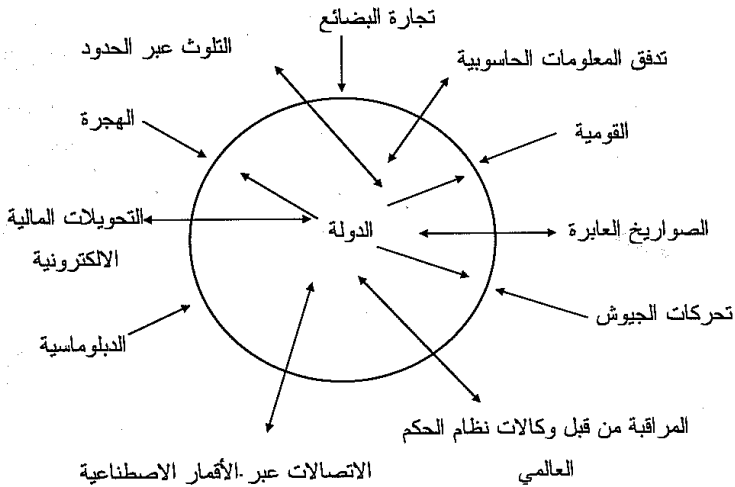 تجارة البضائع
تدفق المعلومات الحاسوبية
التلوث عبر الحدود
القومية
الهجرة
الصواريخ العابرة
الدولة
التحويلات المالية
الالكترونية
تحركات الجيوش
الدبلوماسية
المراقبة من قبل وكالات نظام الحكم
العالمي
الاتصالات عبر الأقمار الاصطناعية